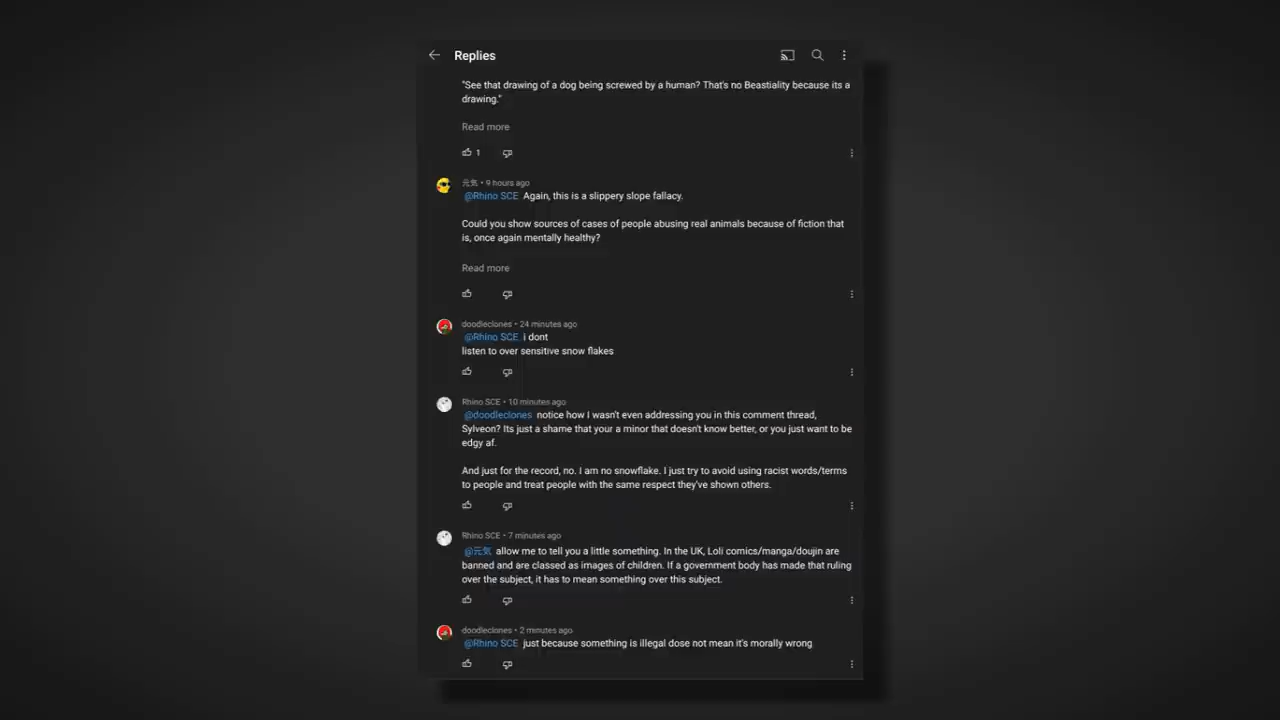 Replies
"See that drawing of a dog being screwed by a human? That's no Beastiality because its a
drawing."
Read more
1
元気 • 9 hours ago
@Rhino SCE Again, this is a slippery slope fallacy.
Could you show sources of cases of people abusing real animals because of fiction that
is, once again mentally healthy?
Read more
doodleclones • 24 minutes ago
@Rhino SCE i dont
listen to over sensitive snow flakes
Rhino SCE • 10 minutes ago
@doodleclones notice how I wasn't even addressing you in this comment thread,
Sylveon? Its just a shame that your a minor that doesn't know better, or you just want to be
edgy af.
And just for the record, no. I am no snowflake. I just try to avoid using racist words/terms
to people and treat people with the same respect they've shown others.
Rhino SCE • 7 minutes ago
@元気 allow me to tell you a little something. In the UK, Loli comics/manga/doujin are
banned and are classed as images of children. If a government body has made that ruling
over the subject, it has to mean something over this subject.
doodleclones • 2 minutes ago
@Rhino SCE just because something is illegal dose not mean it's morally wrong